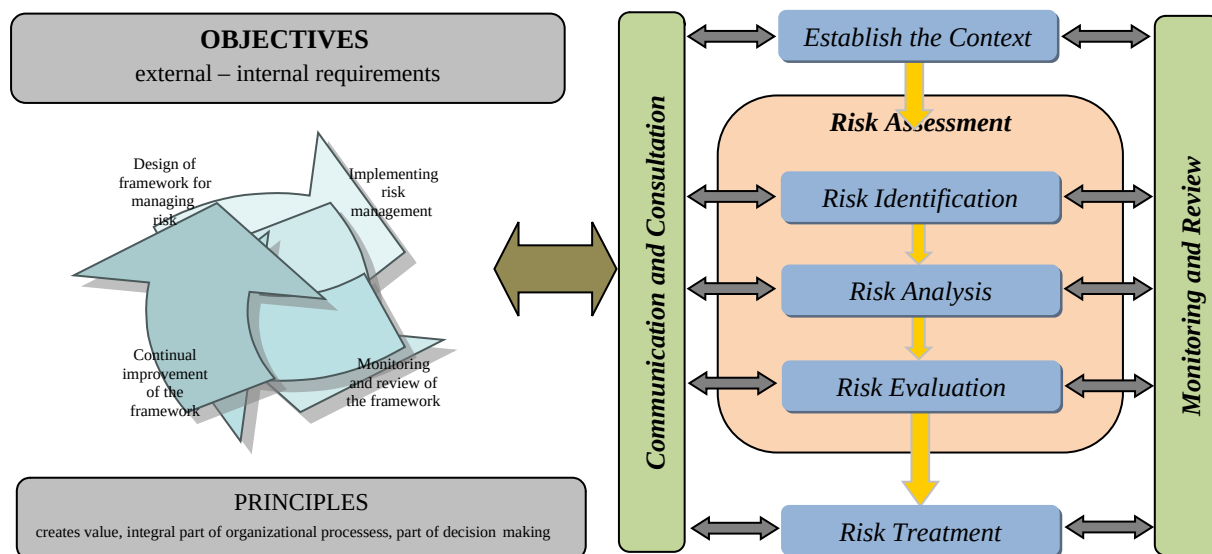 OBJECTIVES
external – internal requirements
Design of
framework for
managing
risk
Implementing
risk
management
Continual
improvement
of the
framework
Monitoring
and review of
the framework
PRINCIPLES
creates value, integral part of organizational processess, part of decision making
Communication and Consultation
Establish the Context
Risk Assessment
Risk Identification
Risk Analysis
Risk Evaluation
Risk Treatment
Monitoring and Review